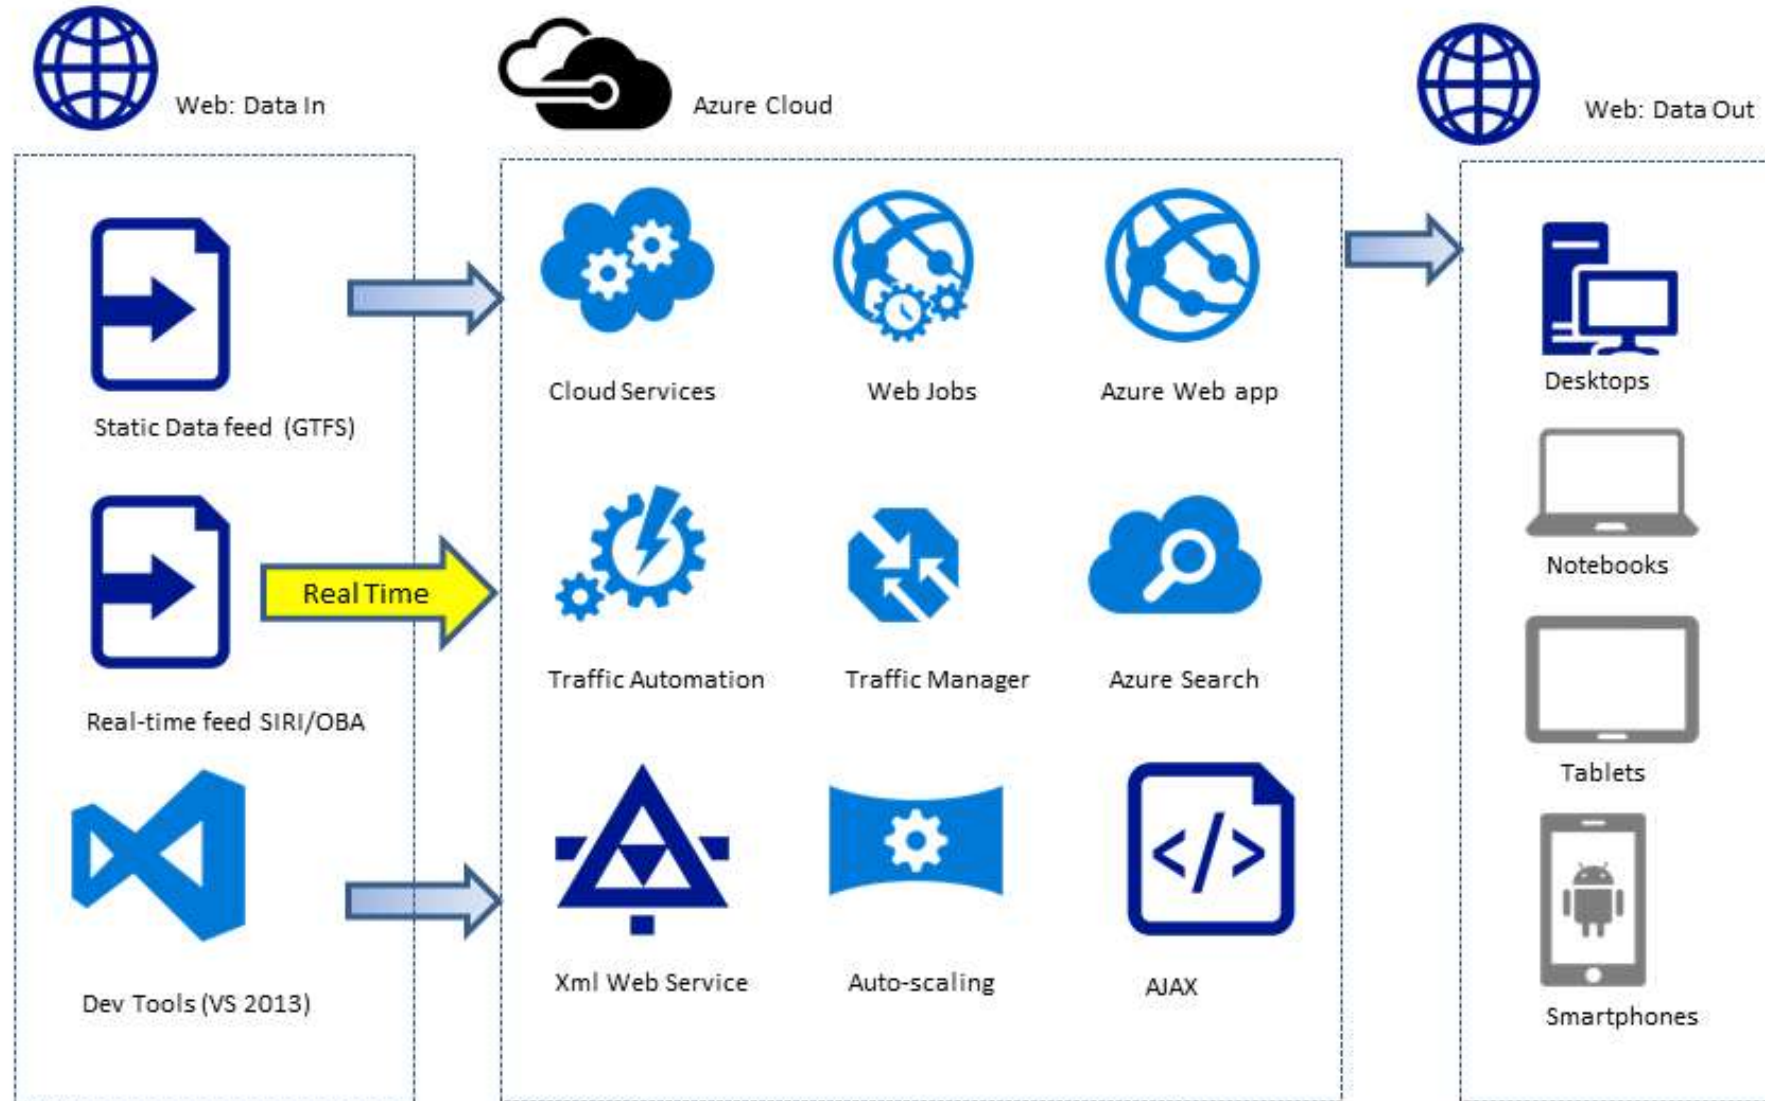 Web: Data In
Azure Cloud
Web: Data Out
Static Data feed (GTFS)
Real Time
Real-time feed SIRI/OBA
Dev Tools (VS 2013)
Cloud Services
Web Jobs
Azure Web app
Traffic Automation
Traffic Manager
Azure Search
Xml Web Service
Auto-scaling
</>
AJAX
Desktops
Notebooks
Tablets
Smartphones